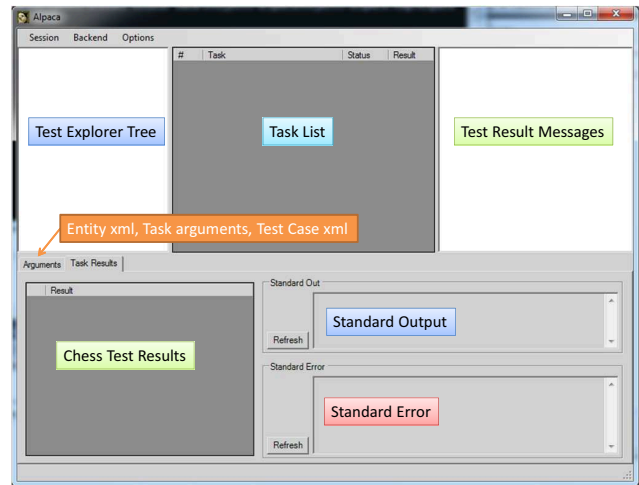 Alpaca
Session Backend Options
# Task Status Result
Test Explorer Tree
Task List
Test Result Messages
Entity xml, Task arguments, Test Case xml
Arguments Task Results
Result
Chess Test Results
Standard Out
Standard Output
Refresh
Standard Error
Standard Error
Refresh